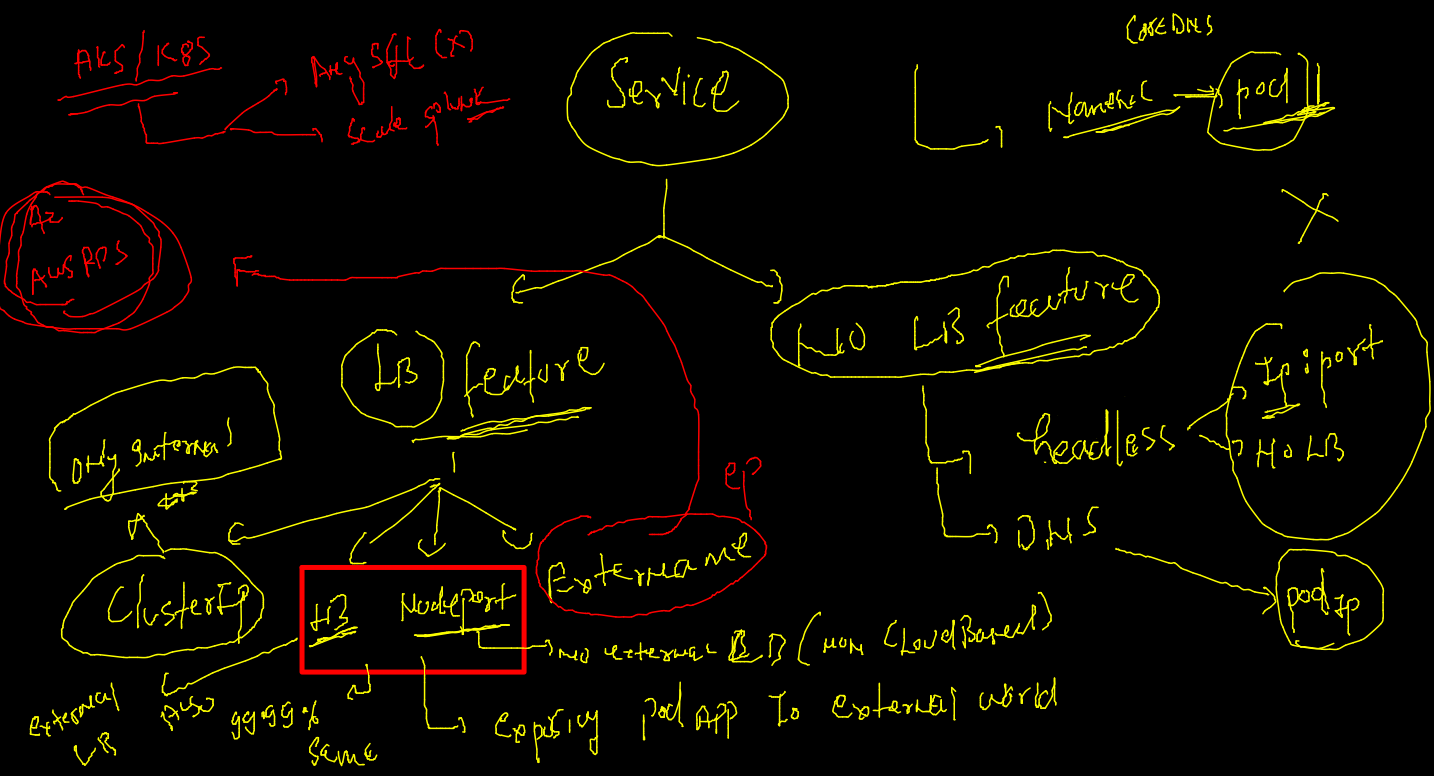 CoreDNS
AKS/K8S
Any Sft (x)
Scale splunk
Service
pod
Az
AWS RDS
LB feature
NO LB feature
Ip:port
headless
No LB
Only internal
ep
DNS
ClusterIp
LB
Nodeport
Extername
pod Ip
no external LB (non cloudBased)
External
LB
Also
99.99%
same
Exposing pod APP to external world